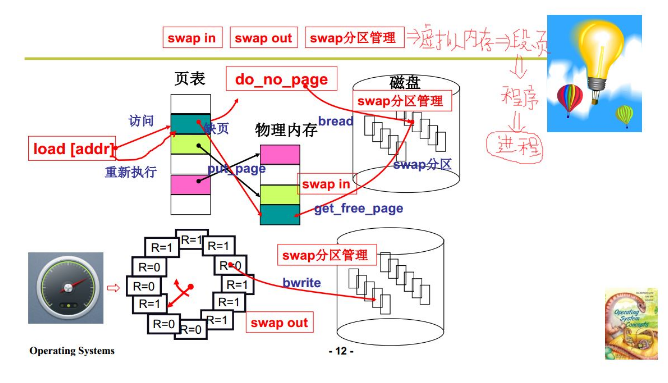 swap in swap out swap分区管理 ⇒虚拟内存⇒段页
⇓
程序
⇓
进程
页表
do_no_page
磁盘
swap分区管理
访问
缺页
物理内存
bread
load [addr]
重新执行
put_page
swap分区
swap in
get_free_page
R=1
R=1
R=1
R=0
R=0
R=0
R=1
R=1
R=1
R=0
R=0
R=1
swap分区管理
bwrite
swap out
Operating System Concepts
Operating Systems
- 12 -